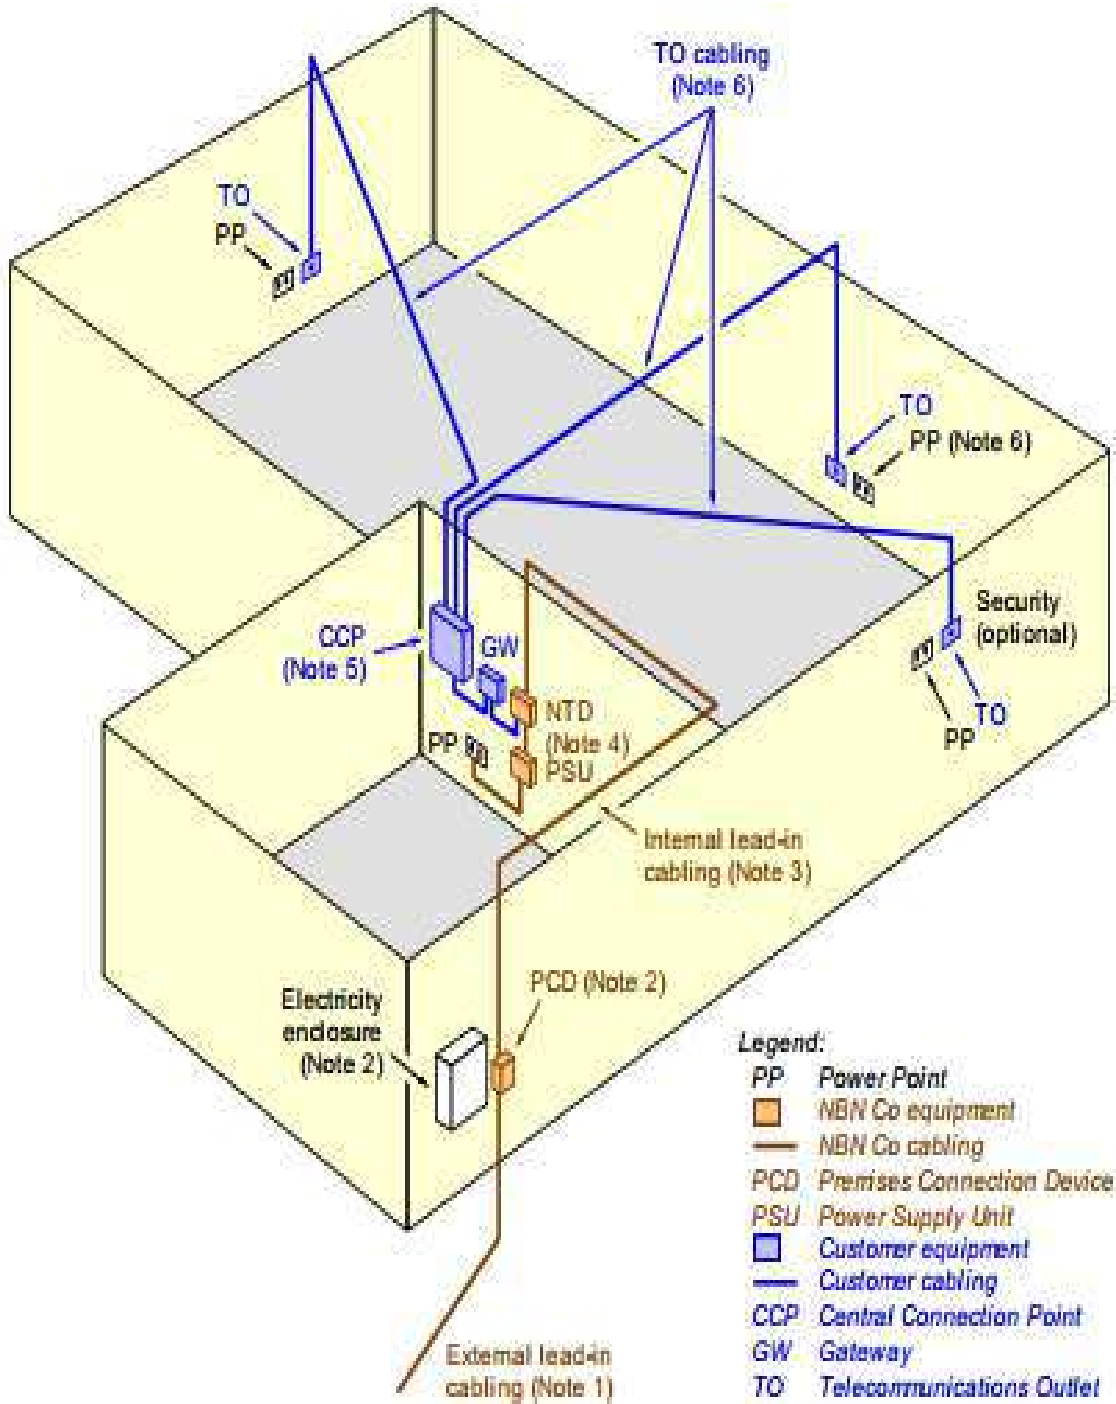 TO cabling
(Note 6)
TO
PP
TO
PP (Note 6)
Security
(optional)
TO
PP
CCP
(Note 5)
GW
NTD
(Note 4)
PP
PSU
Internal lead-in
cabling (Note 3)
PCD (Note 2)
Electricity
enclosure
(Note 2)
External lead-in
cabling (Note 1)
Legend:
PP Power Point
NBN Co equipment
NBN Co cabling
PCD Premises Connection Device
PSU Power Supply Unit
Customer equipment
Customer cabling
CCP Central Connection Point
GW Gateway
TO Telecommunications Outlet